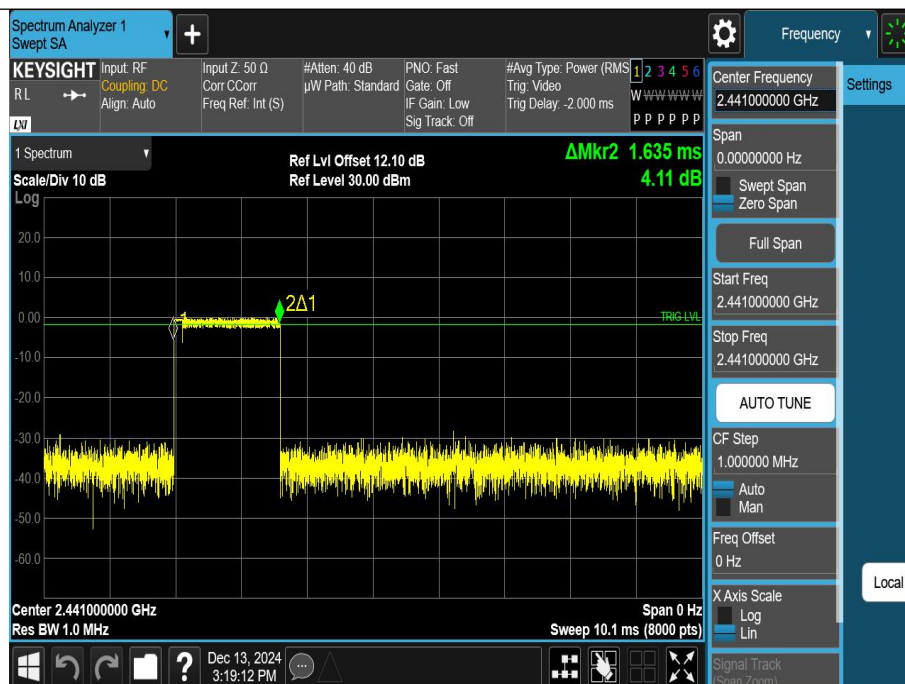 Spectrum Analyzer 1
Swept SA
Frequency
KEYSIGHT
R L
LXI
Input: RF
Coupling: DC
Align: Auto
Input Z: 50 Ω
Corr CCorr
Freq Ref: Int (S)
#Atten: 40 dB
µW Path: Standard
PNO: Fast
Gate: Off
IF Gain: Low
Sig Track: Off
#Avg Type: Power (RMS
Trig: Video
Trig Delay: -2.000 ms
1 2 3 4 5 6
W W W W W W
P P P P P P
1 Spectrum
Scale/Div 10 dB
Log
Ref Lvl Offset 12.10 dB
Ref Level 30.00 dBm
ΔMkr2 1.635 ms
4.11 dB
20.0
10.0
0.00
-10.0
-20.0
-30.0
-40.0
-50.0
-60.0
1
2Δ1
TRIG LVL
Center 2.441000000 GHz
Res BW 1.0 MHz
Span 0 Hz
Sweep 10.1 ms (8000 pts)
?
Dec 13, 2024
3:19:12 PM
Center Frequency
2.441000000 GHz
Span
0.00000000 Hz
Swept Span
Zero Span
Full Span
Start Freq
2.441000000 GHz
Stop Freq
2.441000000 GHz
AUTO TUNE
CF Step
1.000000 MHz
Auto
Man
Freq Offset
0 Hz
X Axis Scale
Log
Lin
Signal Track
(Span Zoom)
Settings
Local